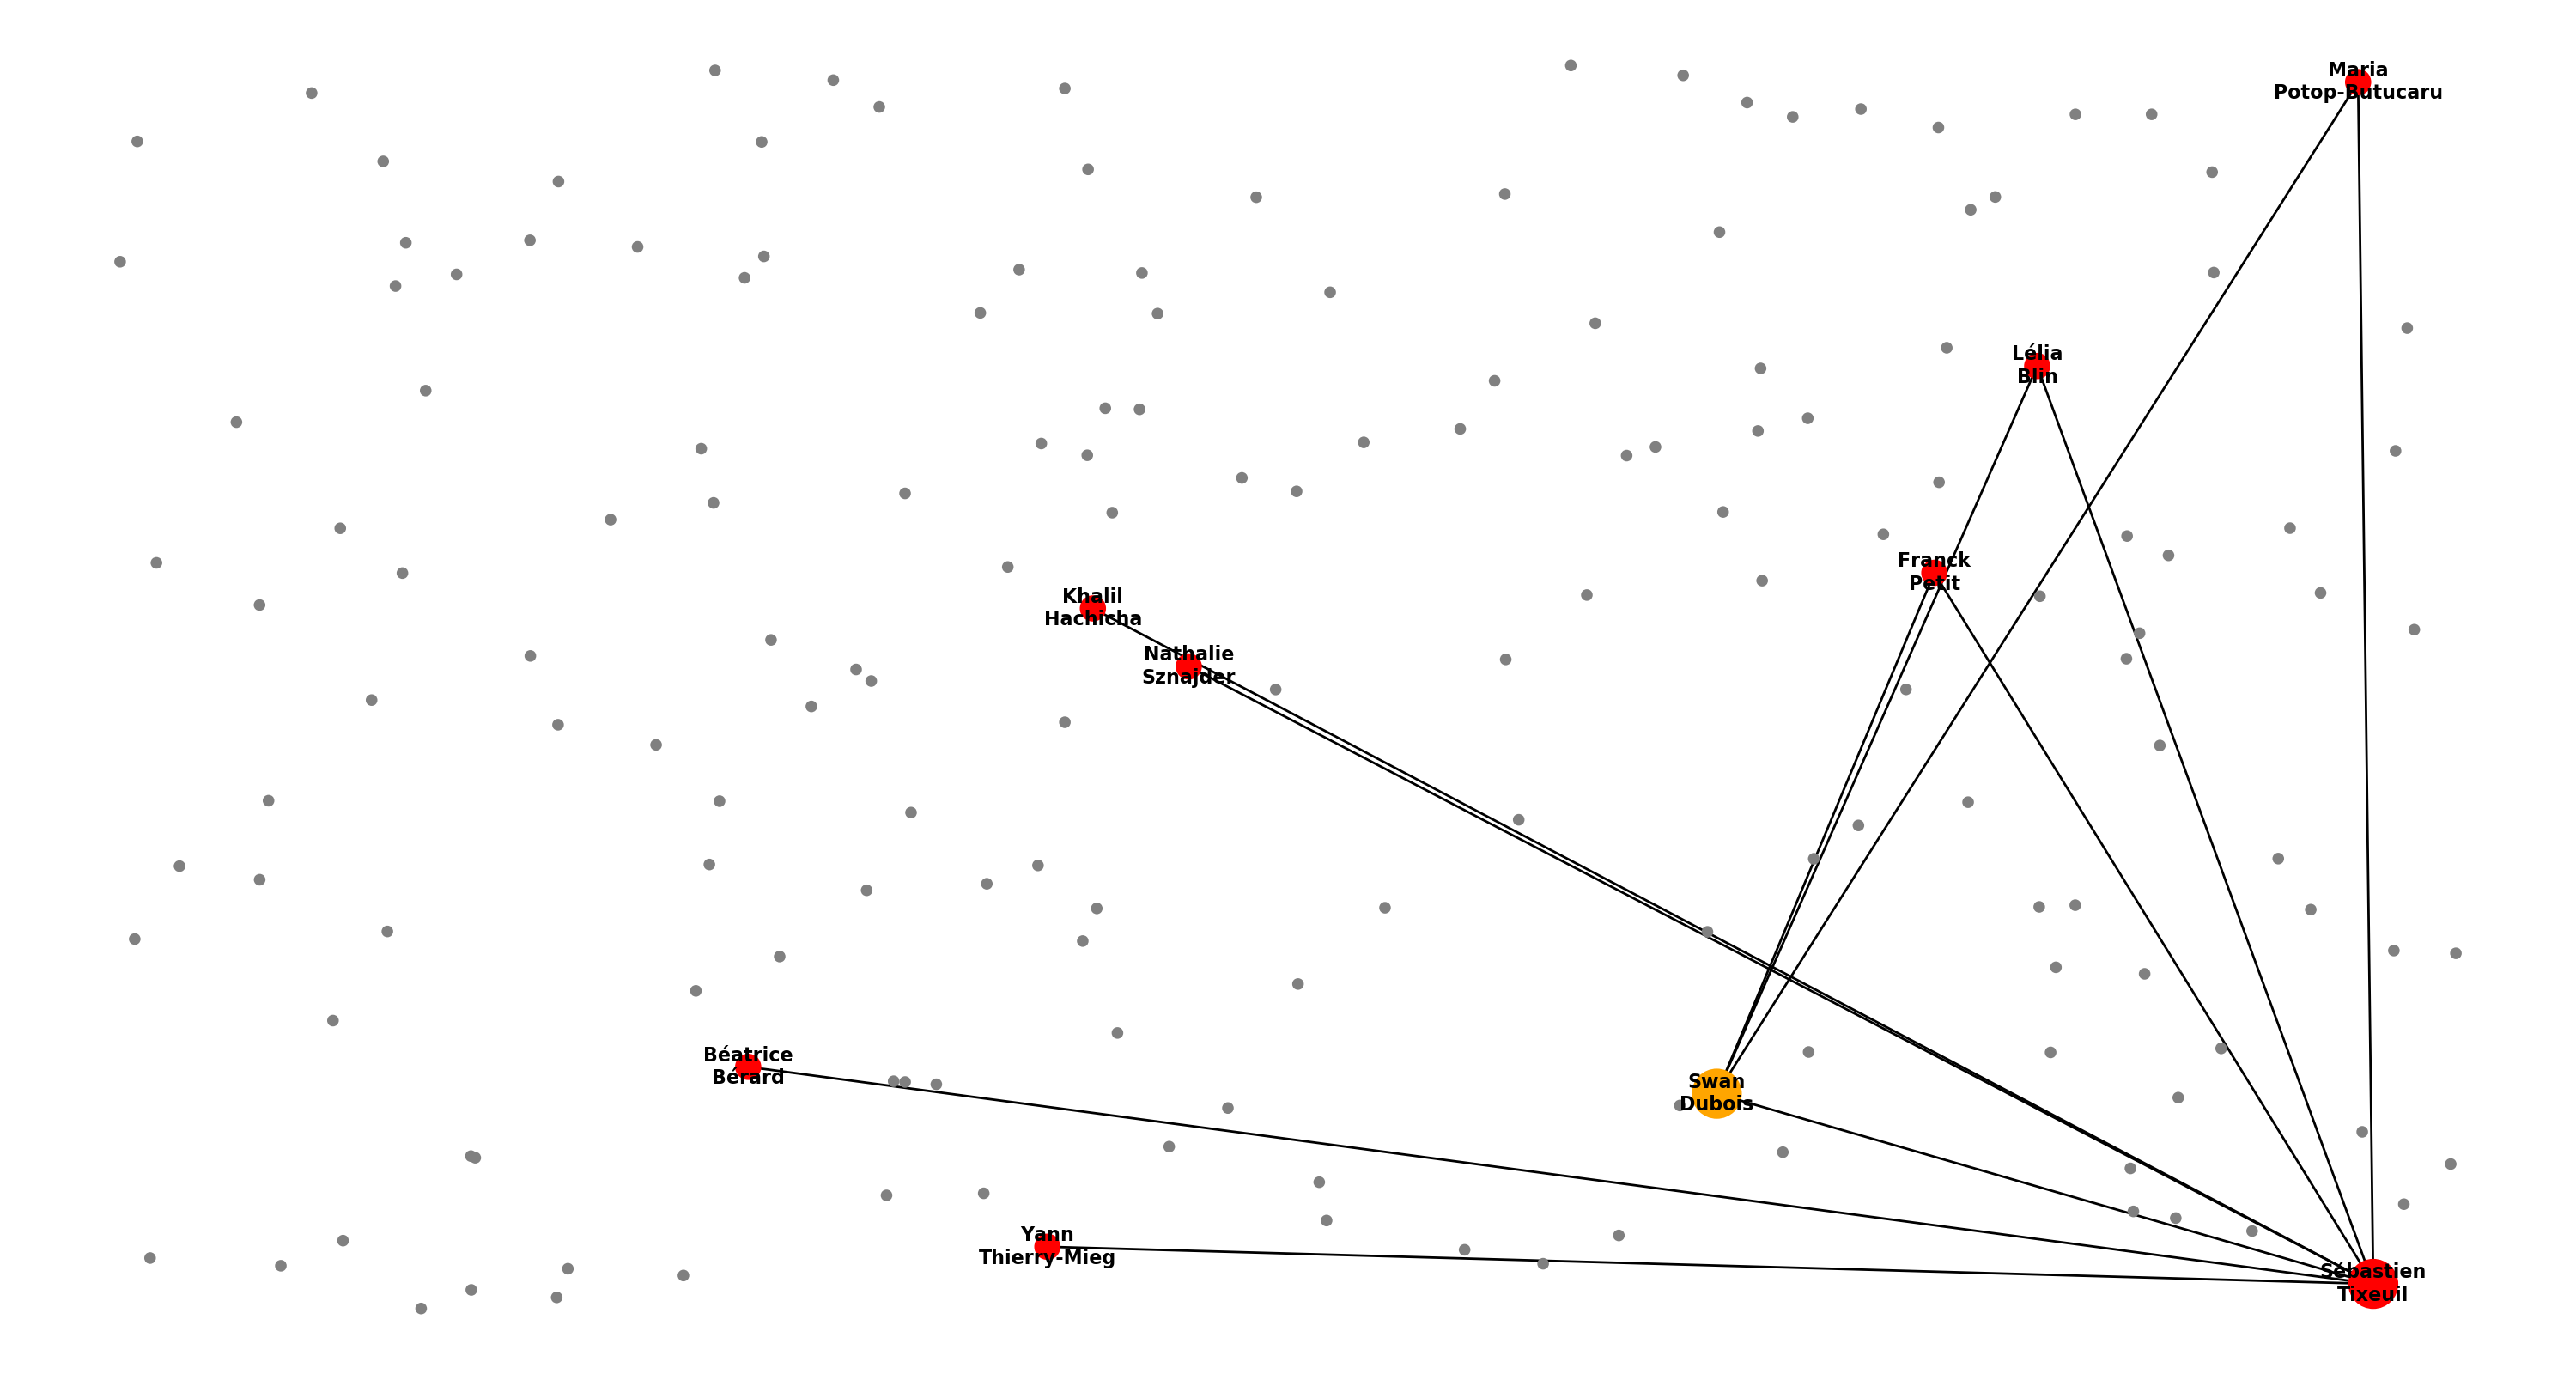 Maria
Potop-Butucaru
Lélia
Blin
Franck
Petit
Khalil
Hachicha
Nathalie
Sznajder
Béatrice
Bérard
Swan
Dubois
Yann
Thierry-Mieg
Sébastien
Tixeuil